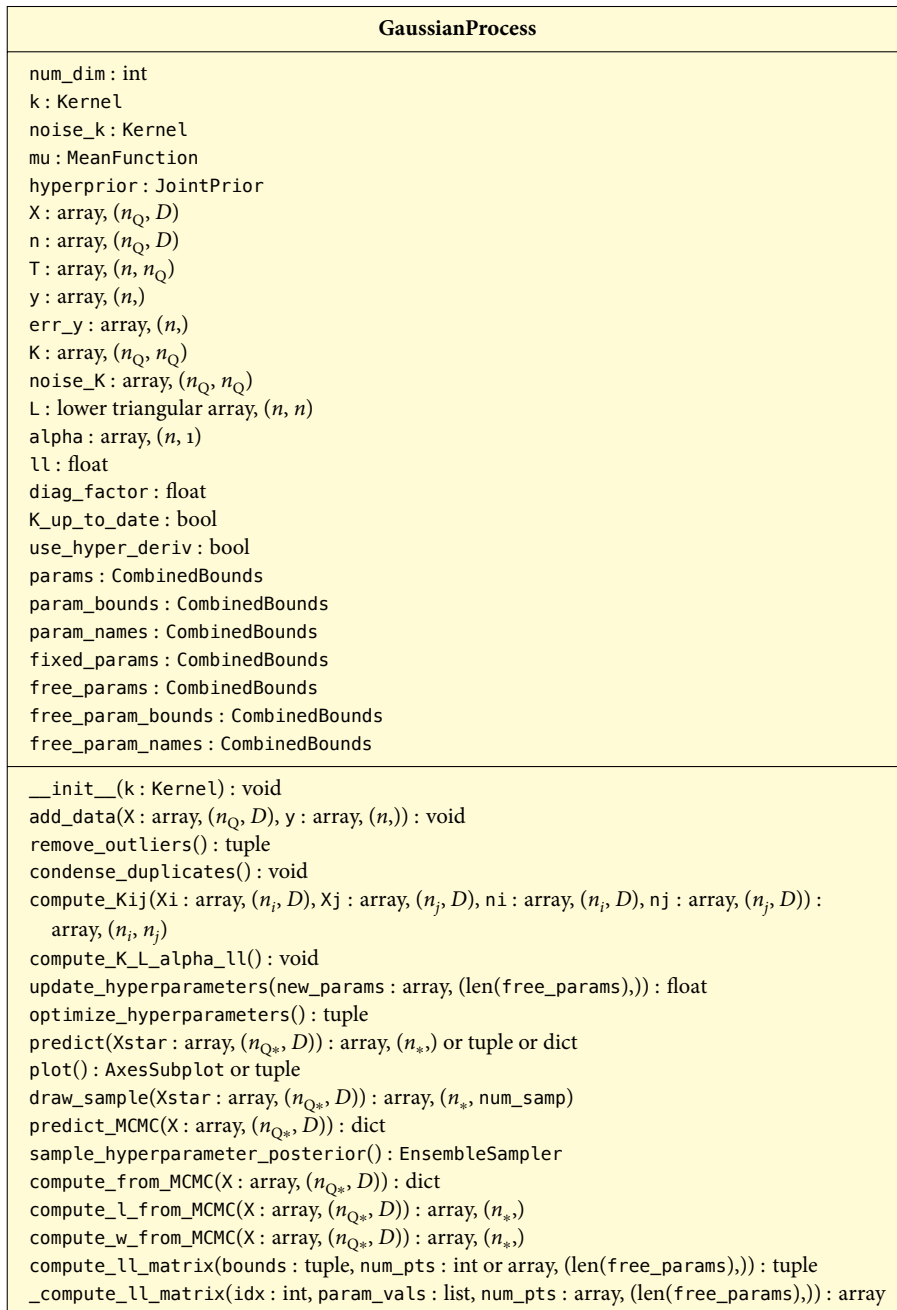 GaussianProcess
num_dim : int
k : Kernel
noise_k : Kernel
mu : MeanFunction
hyperprior : JointPrior
X : array, (n_Q, D)
n : array, (n_Q, D)
T : array, (n, n_Q)
y : array, (n,)
err_y : array, (n,)
K : array, (n_Q, n_Q)
noise_K : array, (n_Q, n_Q)
L : lower triangular array, (n, n)
alpha : array, (n, 1)
ll : float
diag_factor : float
K_up_to_date : bool
use_hyper_deriv : bool
params : CombinedBounds
param_bounds : CombinedBounds
param_names : CombinedBounds
fixed_params : CombinedBounds
free_params : CombinedBounds
free_param_bounds : CombinedBounds
free_param_names : CombinedBounds
__init__(k : Kernel) : void
add_data(X : array, (n_Q, D), y : array, (n,)) : void
remove_outliers() : tuple
condense_duplicates() : void
compute_Kij(Xi : array, (n_i, D), Xj : array, (n_j, D), ni : array, (n_i, D), nj : array, (n_j, D)) :
array, (n_i, n_j)
compute_K_L_alpha_ll() : void
update_hyperparameters(new_params : array, (len(free_params),)) : float
optimize_hyperparameters() : tuple
predict(Xstar : array, (n_Q*, D)) : array, (n_*,) or tuple or dict
plot() : AxesSubplot or tuple
draw_sample(Xstar : array, (n_Q*, D)) : array, (n_*, num_samp)
predict_MCMC(X : array, (n_Q*, D)) : dict
sample_hyperparameter_posterior() : EnsembleSampler
compute_from_MCMC(X : array, (n_Q*, D)) : dict
compute_l_from_MCMC(X : array, (n_Q*, D)) : array, (n_*,)
compute_w_from_MCMC(X : array, (n_Q*, D)) : array, (n_*,)
compute_ll_matrix(bounds : tuple, num_pts : int or array, (len(free_params),)) : tuple
_compute_ll_matrix(idx : int, param_vals : list, num_pts : array, (len(free_params),)) : array